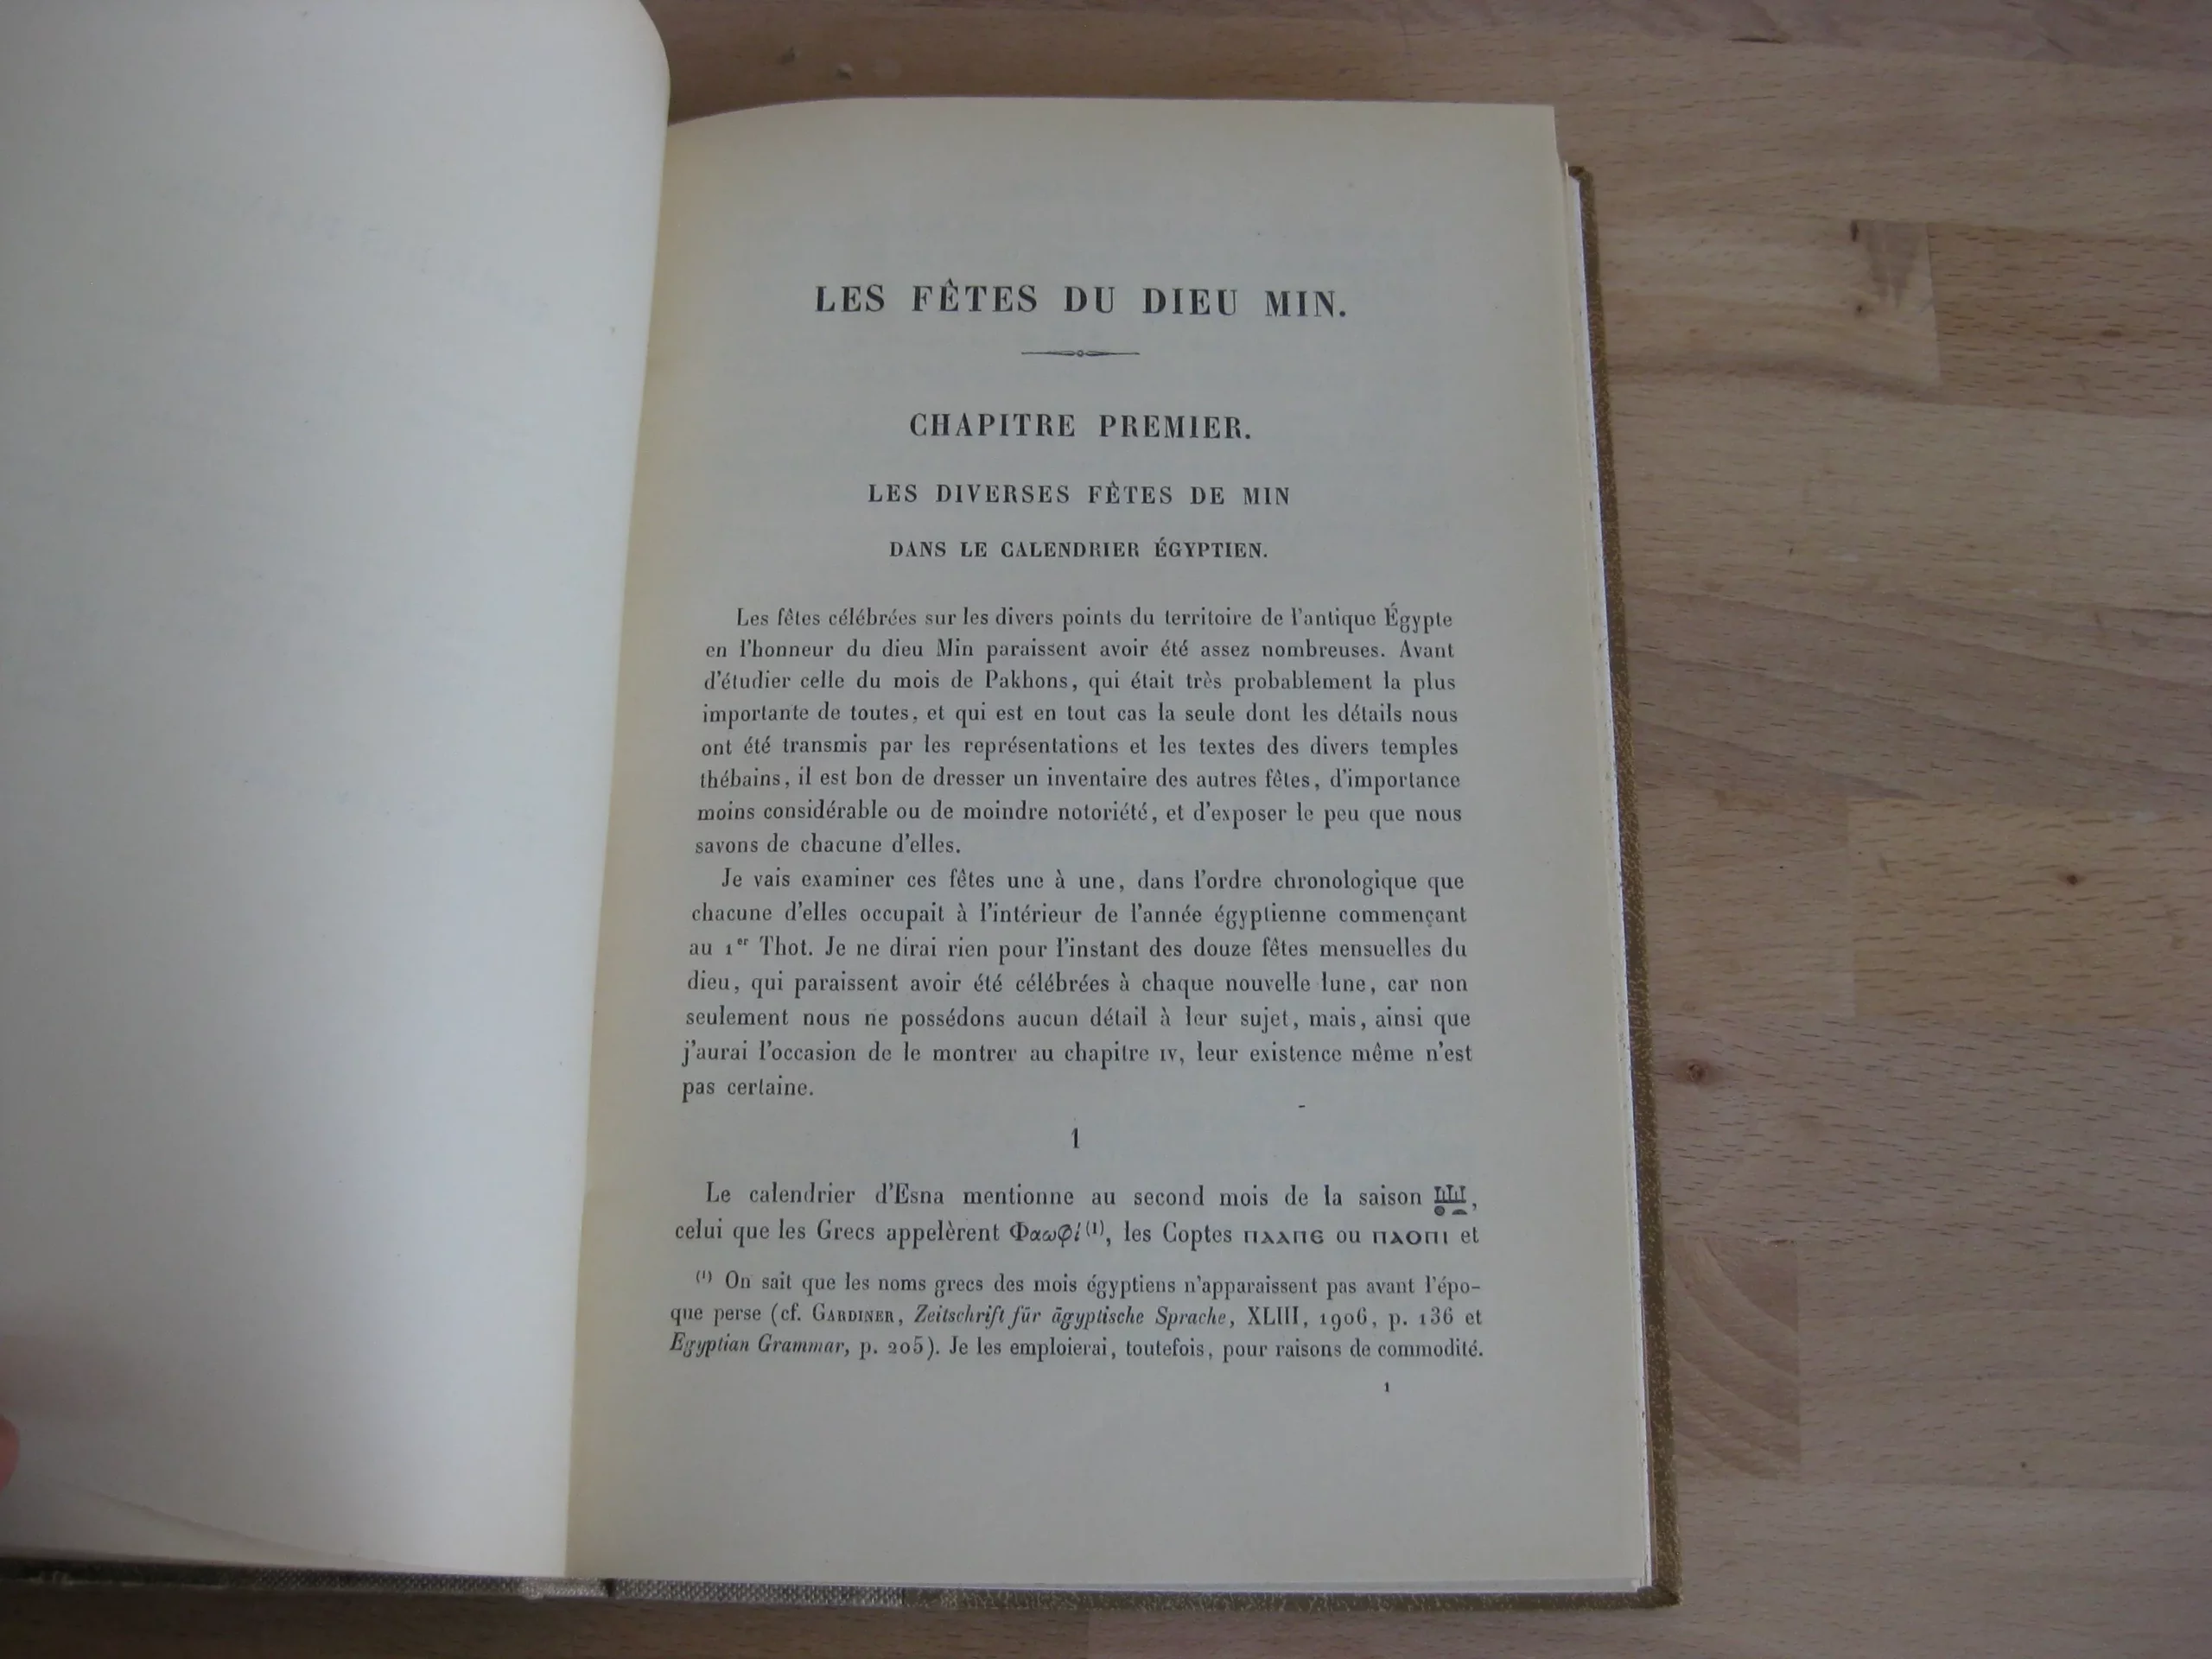 LES FÊTES DU DIEU MIN.
CHAPITRE PREMIER.
LES DIVERSES FÊTES DE MIN
DANS LE CALENDRIER ÉGYPTIEN.
Les fêtes célébrées sur les divers points du territoire de l'antique Égypte
en l'honneur du dieu Min paraissent avoir été assez nombreuses. Avant
d'étudier celle du mois de Pakhons, qui était très probablement la plus
importante de toutes, et qui est en tout cas la seule dont les détails nous
ont été transmis par les représentations et les textes des divers temples
thébains, il est bon de dresser un inventaire des autres fêtes, d'importance
moins considérable ou de moindre notoriété, et d'exposer le peu que nous
savons de chacune d'elles.
Je vais examiner ces fêtes une à une, dans l'ordre chronologique que
chacune d'elles occupait à l'intérieur de l'année égyptienne commençant
au 1er Thot. Je ne dirai rien pour l'instant des douze fêtes mensuelles du
dieu, qui paraissent avoir été célébrées à chaque nouvelle lune, car non
seulement nous ne possédons aucun détail à leur sujet, mais, ainsi que
j'aurai l'occasion de le montrer au chapitre IV, leur existence même n'est
pas certaine.
1
Le calendrier d'Esna mentionne au second mois de la saison ,
celui que les Grecs appelèrent Φαωφί (1), les Coptes ⲡⲁⲁⲡⲉ ou ⲡⲁⲟⲡⲓ et
(1) On sait que les noms grecs des mois égyptiens n'apparaissent pas avant l'épo-
que perse (cf. GARDINER, Zeitschrift für ägyptische Sprache, XLIII, 1906, p. 136 et
Egyptian Grammar, p. 205). Je les emploierai, toutefois, pour raisons de commodité.
1